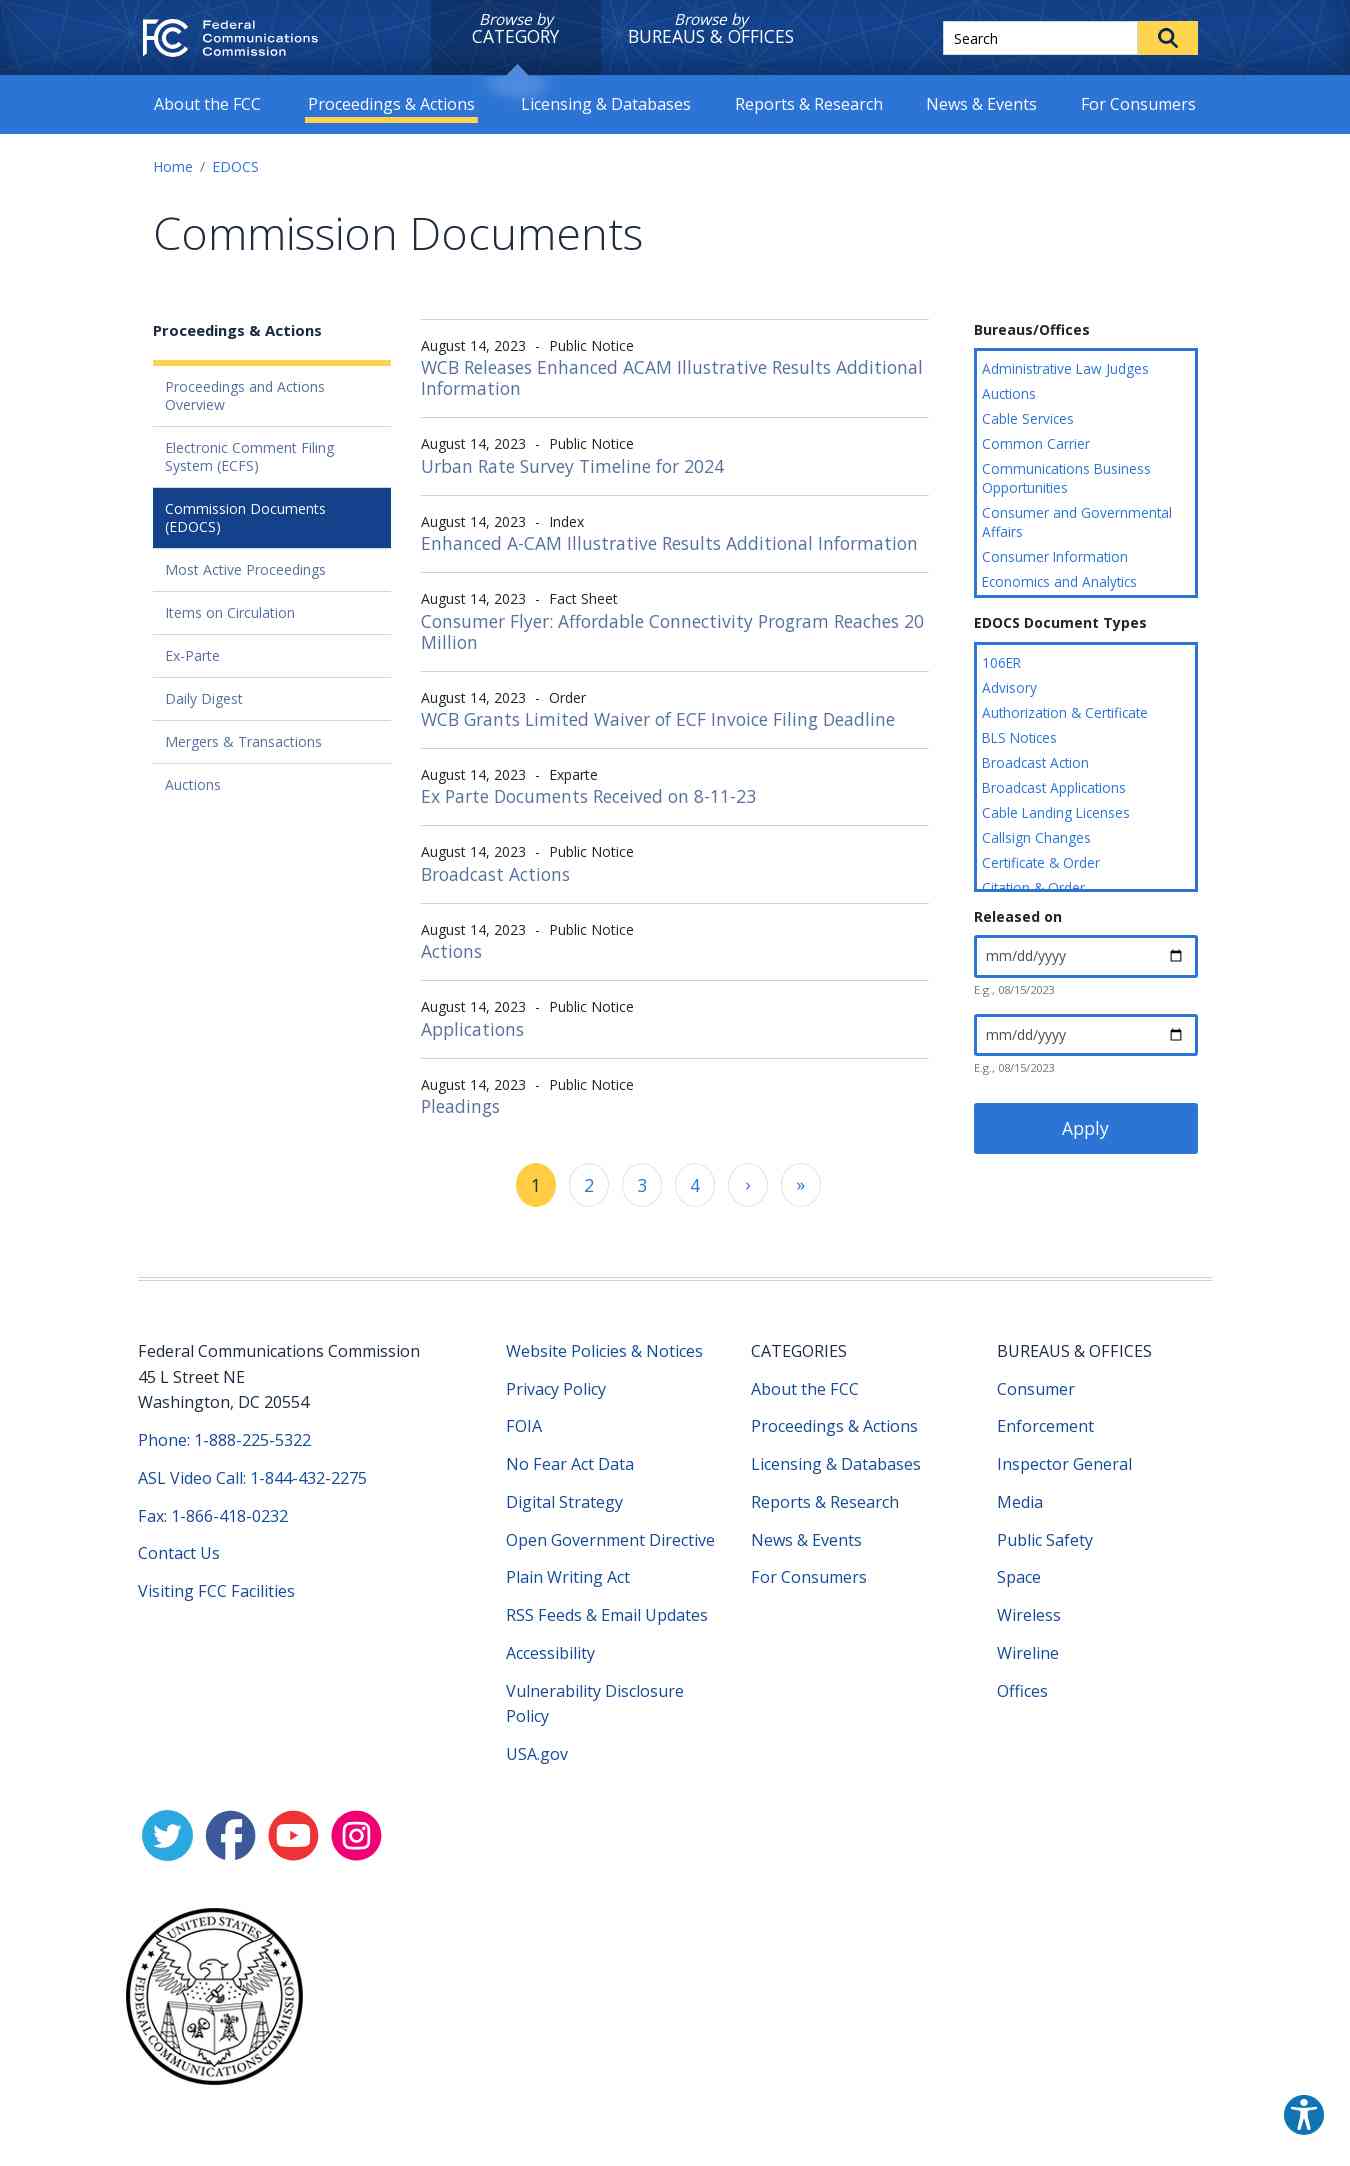 FCC Federal
Communications
Commission
Browse by
CATEGORY
Browse by
BUREAUS & OFFICES
Search
About the FCC
Proceedings & Actions
Licensing & Databases
Reports & Research
News & Events
For Consumers
Home / EDOCS
Commission Documents
Proceedings & Actions
Proceedings and Actions
Overview
Electronic Comment Filing
System (ECFS)
Commission Documents
(EDOCS)
Most Active Proceedings
Items on Circulation
Ex-Parte
Daily Digest
Mergers & Transactions
Auctions
August 14, 2023 - Public Notice
WCB Releases Enhanced ACAM Illustrative Results Additional
Information
August 14, 2023 - Public Notice
Urban Rate Survey Timeline for 2024
August 14, 2023 - Index
Enhanced A-CAM Illustrative Results Additional Information
August 14, 2023 - Fact Sheet
Consumer Flyer: Affordable Connectivity Program Reaches 20
Million
August 14, 2023 - Order
WCB Grants Limited Waiver of ECF Invoice Filing Deadline
August 14, 2023 - Exparte
Ex Parte Documents Received on 8-11-23
August 14, 2023 - Public Notice
Broadcast Actions
August 14, 2023 - Public Notice
Actions
August 14, 2023 - Public Notice
Applications
August 14, 2023 - Public Notice
Pleadings
1 2 3 4 › »
Bureaus/Offices
Administrative Law Judges
Auctions
Cable Services
Common Carrier
Communications Business
Opportunities
Consumer and Governmental
Affairs
Consumer Information
Economics and Analytics
EDOCS Document Types
106ER
Advisory
Authorization & Certificate
BLS Notices
Broadcast Action
Broadcast Applications
Cable Landing Licenses
Callsign Changes
Certificate & Order
Citation & Order
Released on
mm/dd/yyyy
E.g., 08/15/2023
mm/dd/yyyy
E.g., 08/15/2023
Apply
Federal Communications Commission
45 L Street NE
Washington, DC 20554
Phone: 1-888-225-5322
ASL Video Call: 1-844-432-2275
Fax: 1-866-418-0232
Contact Us
Visiting FCC Facilities
Website Policies & Notices
Privacy Policy
FOIA
No Fear Act Data
Digital Strategy
Open Government Directive
Plain Writing Act
RSS Feeds & Email Updates
Accessibility
Vulnerability Disclosure
Policy
USA.gov
CATEGORIES
About the FCC
Proceedings & Actions
Licensing & Databases
Reports & Research
News & Events
For Consumers
BUREAUS & OFFICES
Consumer
Enforcement
Inspector General
Media
Public Safety
Space
Wireless
Wireline
Offices
UNITED STATES
FEDERAL COMMUNICATIONS COMMISSION